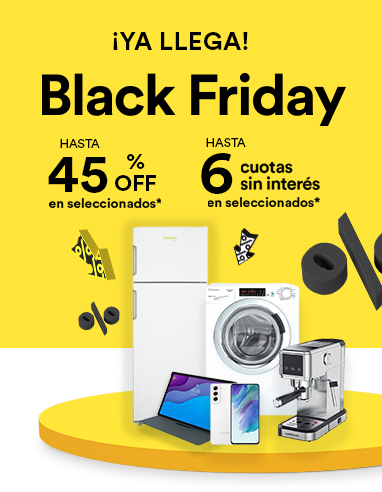 ¡YA LLEGA!
Black Friday
HASTA
45 % OFF
en seleccionados*
HASTA
6 cuotas
sin interés
en seleccionados*